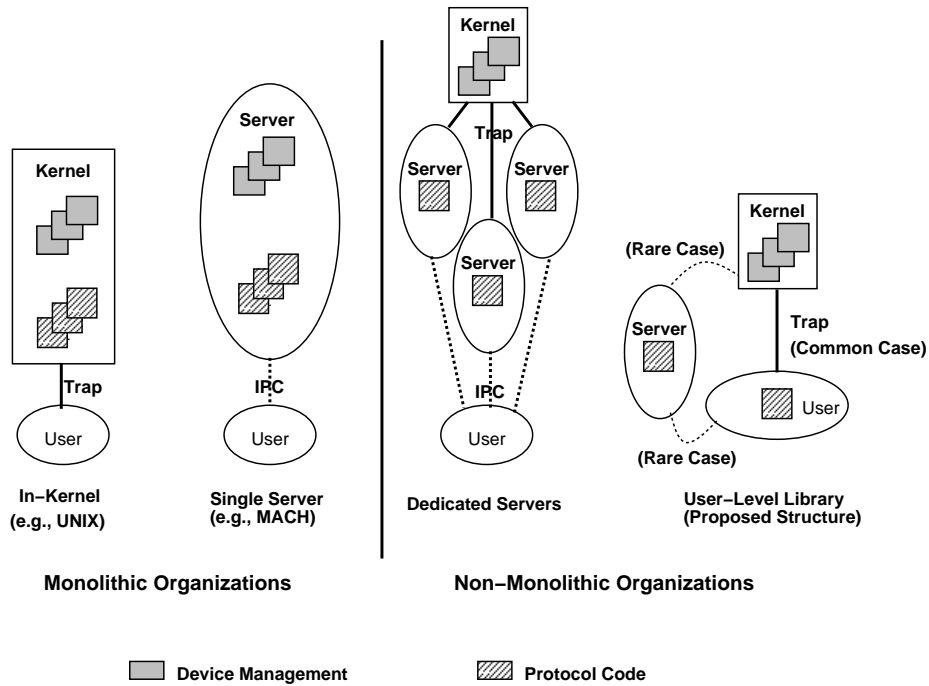 Kernel
Trap
User
In−Kernel
(e.g., UNIX)
Server
IPC
User
Single Server
(e.g., MACH)
Kernel
Trap
Server
Server
Server
IPC
User
Dedicated Servers
Kernel
(Rare Case)
Server
Trap
(Common Case)
User
(Rare Case)
User−Level Library
(Proposed Structure)
Monolithic Organizations
Non−Monolithic Organizations
Device Management
Protocol Code